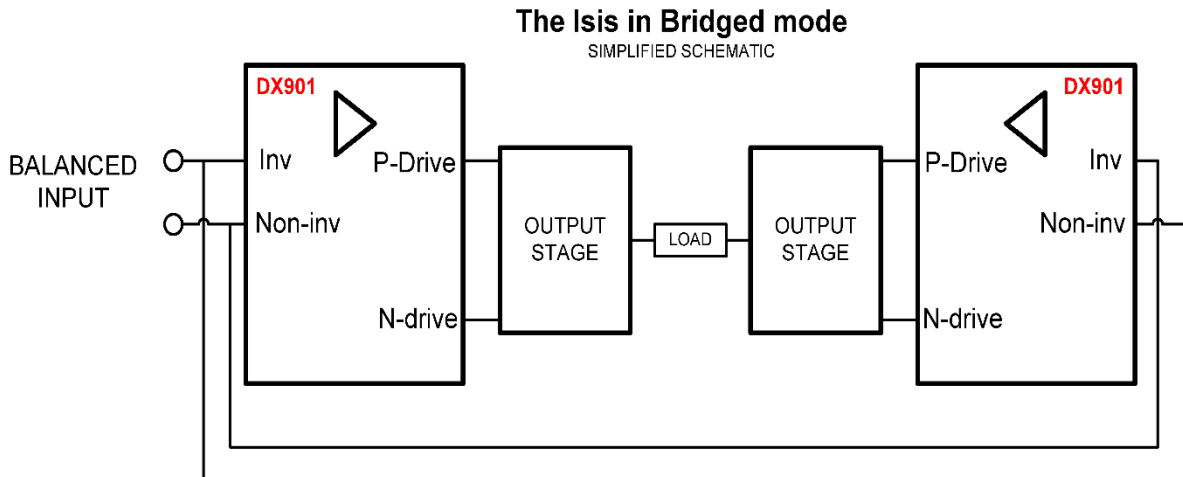 The Isis in Bridged mode
SIMPLIFIED SCHEMATIC
BALANCED
INPUT
DX901
Inv
Non-inv
P-Drive
N-drive
OUTPUT
STAGE
LOAD
OUTPUT
STAGE
DX901
P-Drive
Inv
Non-inv
N-drive